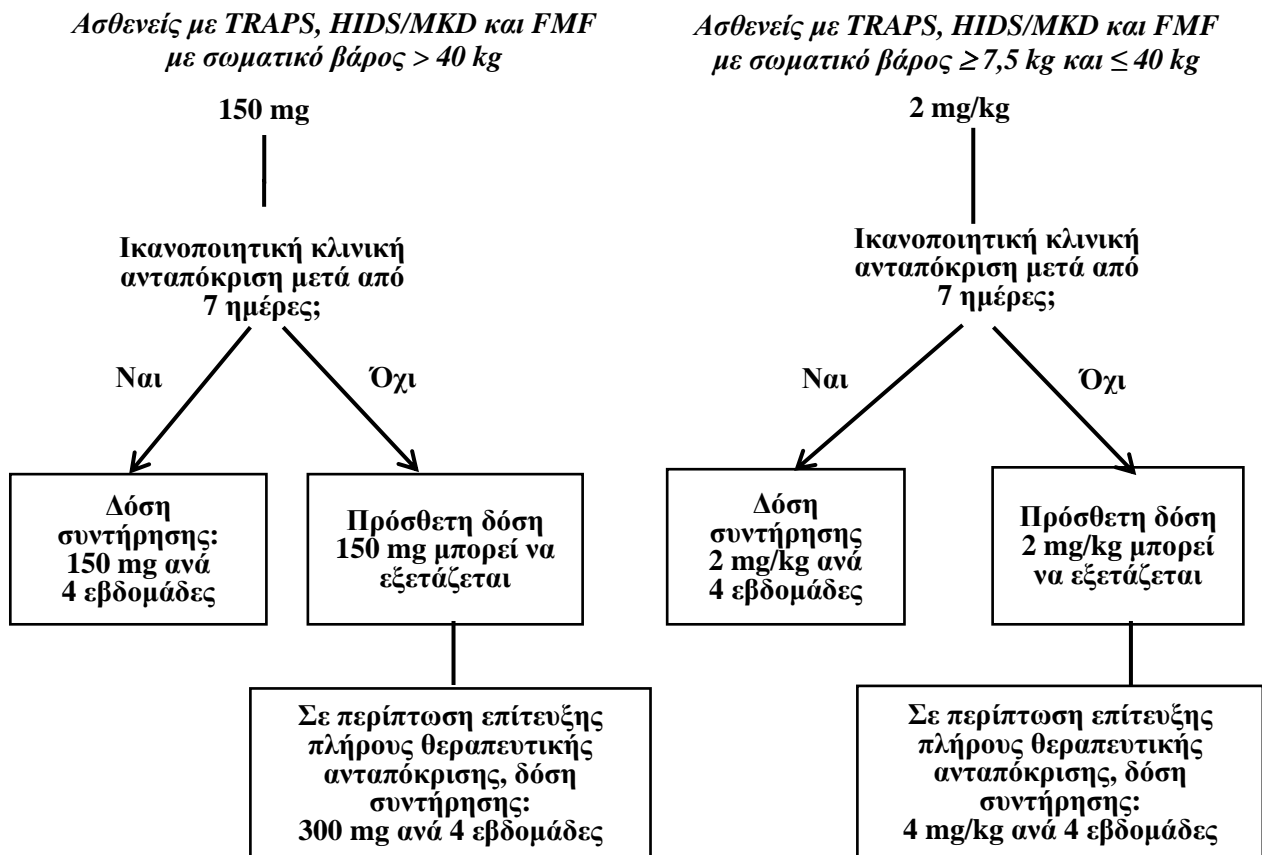 Ασθενείς με TRAPS, HIDS/MKD και FMF
με σωματικό βάρος > 40 kg
150 mg
Ικανοποιητική κλινική
ανταπόκριση μετά από
7 ημέρες;
Ναι
Όχι
Δόση
συντήρησης:
150 mg ανά
4 εβδομάδες
Πρόσθετη δόση
150 mg μπορεί να
εξετάζεται
Σε περίπτωση επίτευξης
πλήρους θεραπευτικής
ανταπόκρισης, δόση
συντήρησης:
300 mg ανά 4 εβδομάδες
Ασθενείς με TRAPS, HIDS/MKD και FMF
με σωματικό βάρος ≥ 7,5 kg και ≤ 40 kg
2 mg/kg
Ικανοποιητική κλινική
ανταπόκριση μετά από
7 ημέρες;
Ναι
Όχι
Δόση
συντήρησης
2 mg/kg ανά
4 εβδομάδες
Πρόσθετη δόση
2 mg/kg μπορεί
να εξετάζεται
Σε περίπτωση επίτευξης
πλήρους θεραπευτικής
ανταπόκρισης, δόση
συντήρησης:
4 mg/kg ανά 4 εβδομάδες